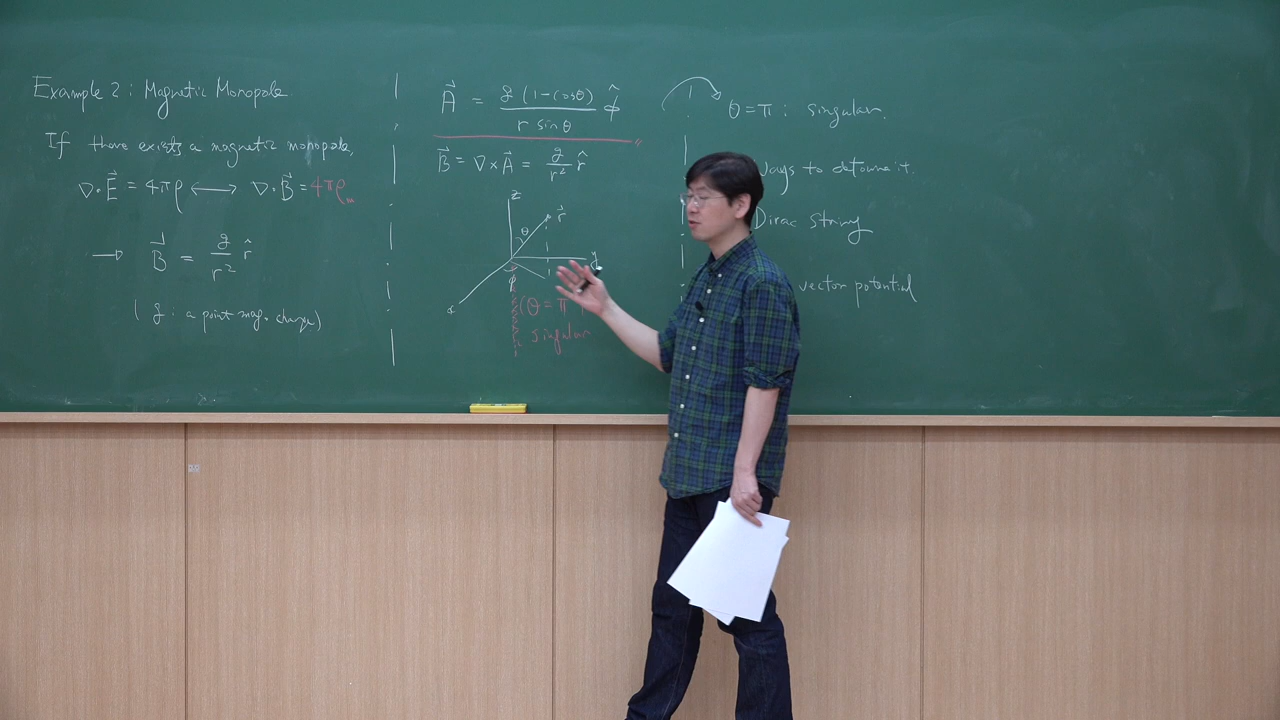 Example 2 : Magnetic Monopole
If there exists a magnetic monopole,
∇·E⃗ = 4πρ ⟷ ∇·B⃗ = 4πρₘ
→ B⃗ = g/r² r̂
( g : a point mag. charge)
A⃗ = g (1 - cosθ) / r sinθ φ̂
B⃗ = ∇×A⃗ = g/r² r̂
z
θ
r⃗
y
φ
x
(θ = π
singular
θ = π : singular.
Ways to detour it.
Dirac String
vector potential